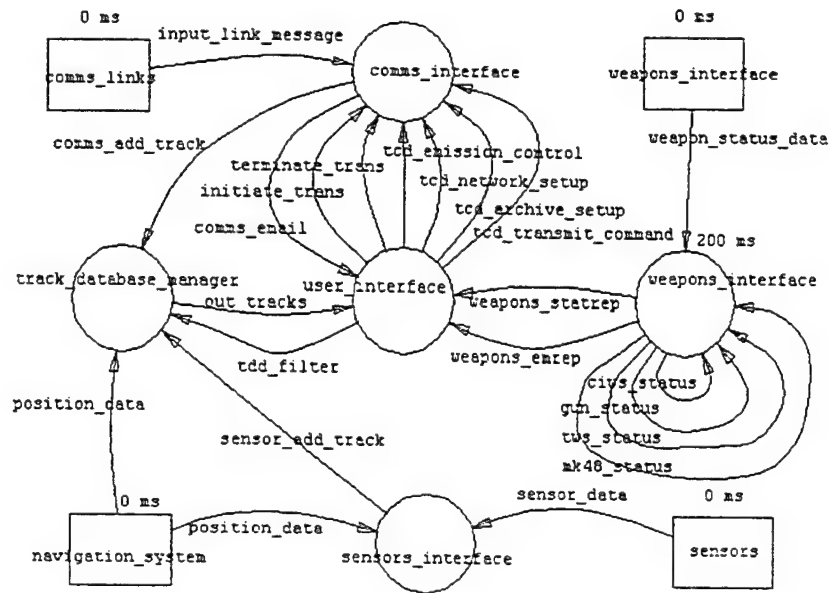 0 ms
0 ms
input_link_message
comms_links
comms_interface
weapons_interface
weapon_status_data
comms_add_track
tcd_emission_control
terminate_trans
tcd_network_setup
initiate_trans
tcd_archive_setup
comms_email
tcd_transmit_command
200 ms
track_database_manager
user_interface
weapons_interface
out_tracks
weapons_statrep
tdd_filter
weapons_emrep
ciws_status
gun_status
tws_status
mk48_status
position_data
sensor_add_track
0 ms
sensor_data
0 ms
position_data
navigation_system
sensors_interface
sensors